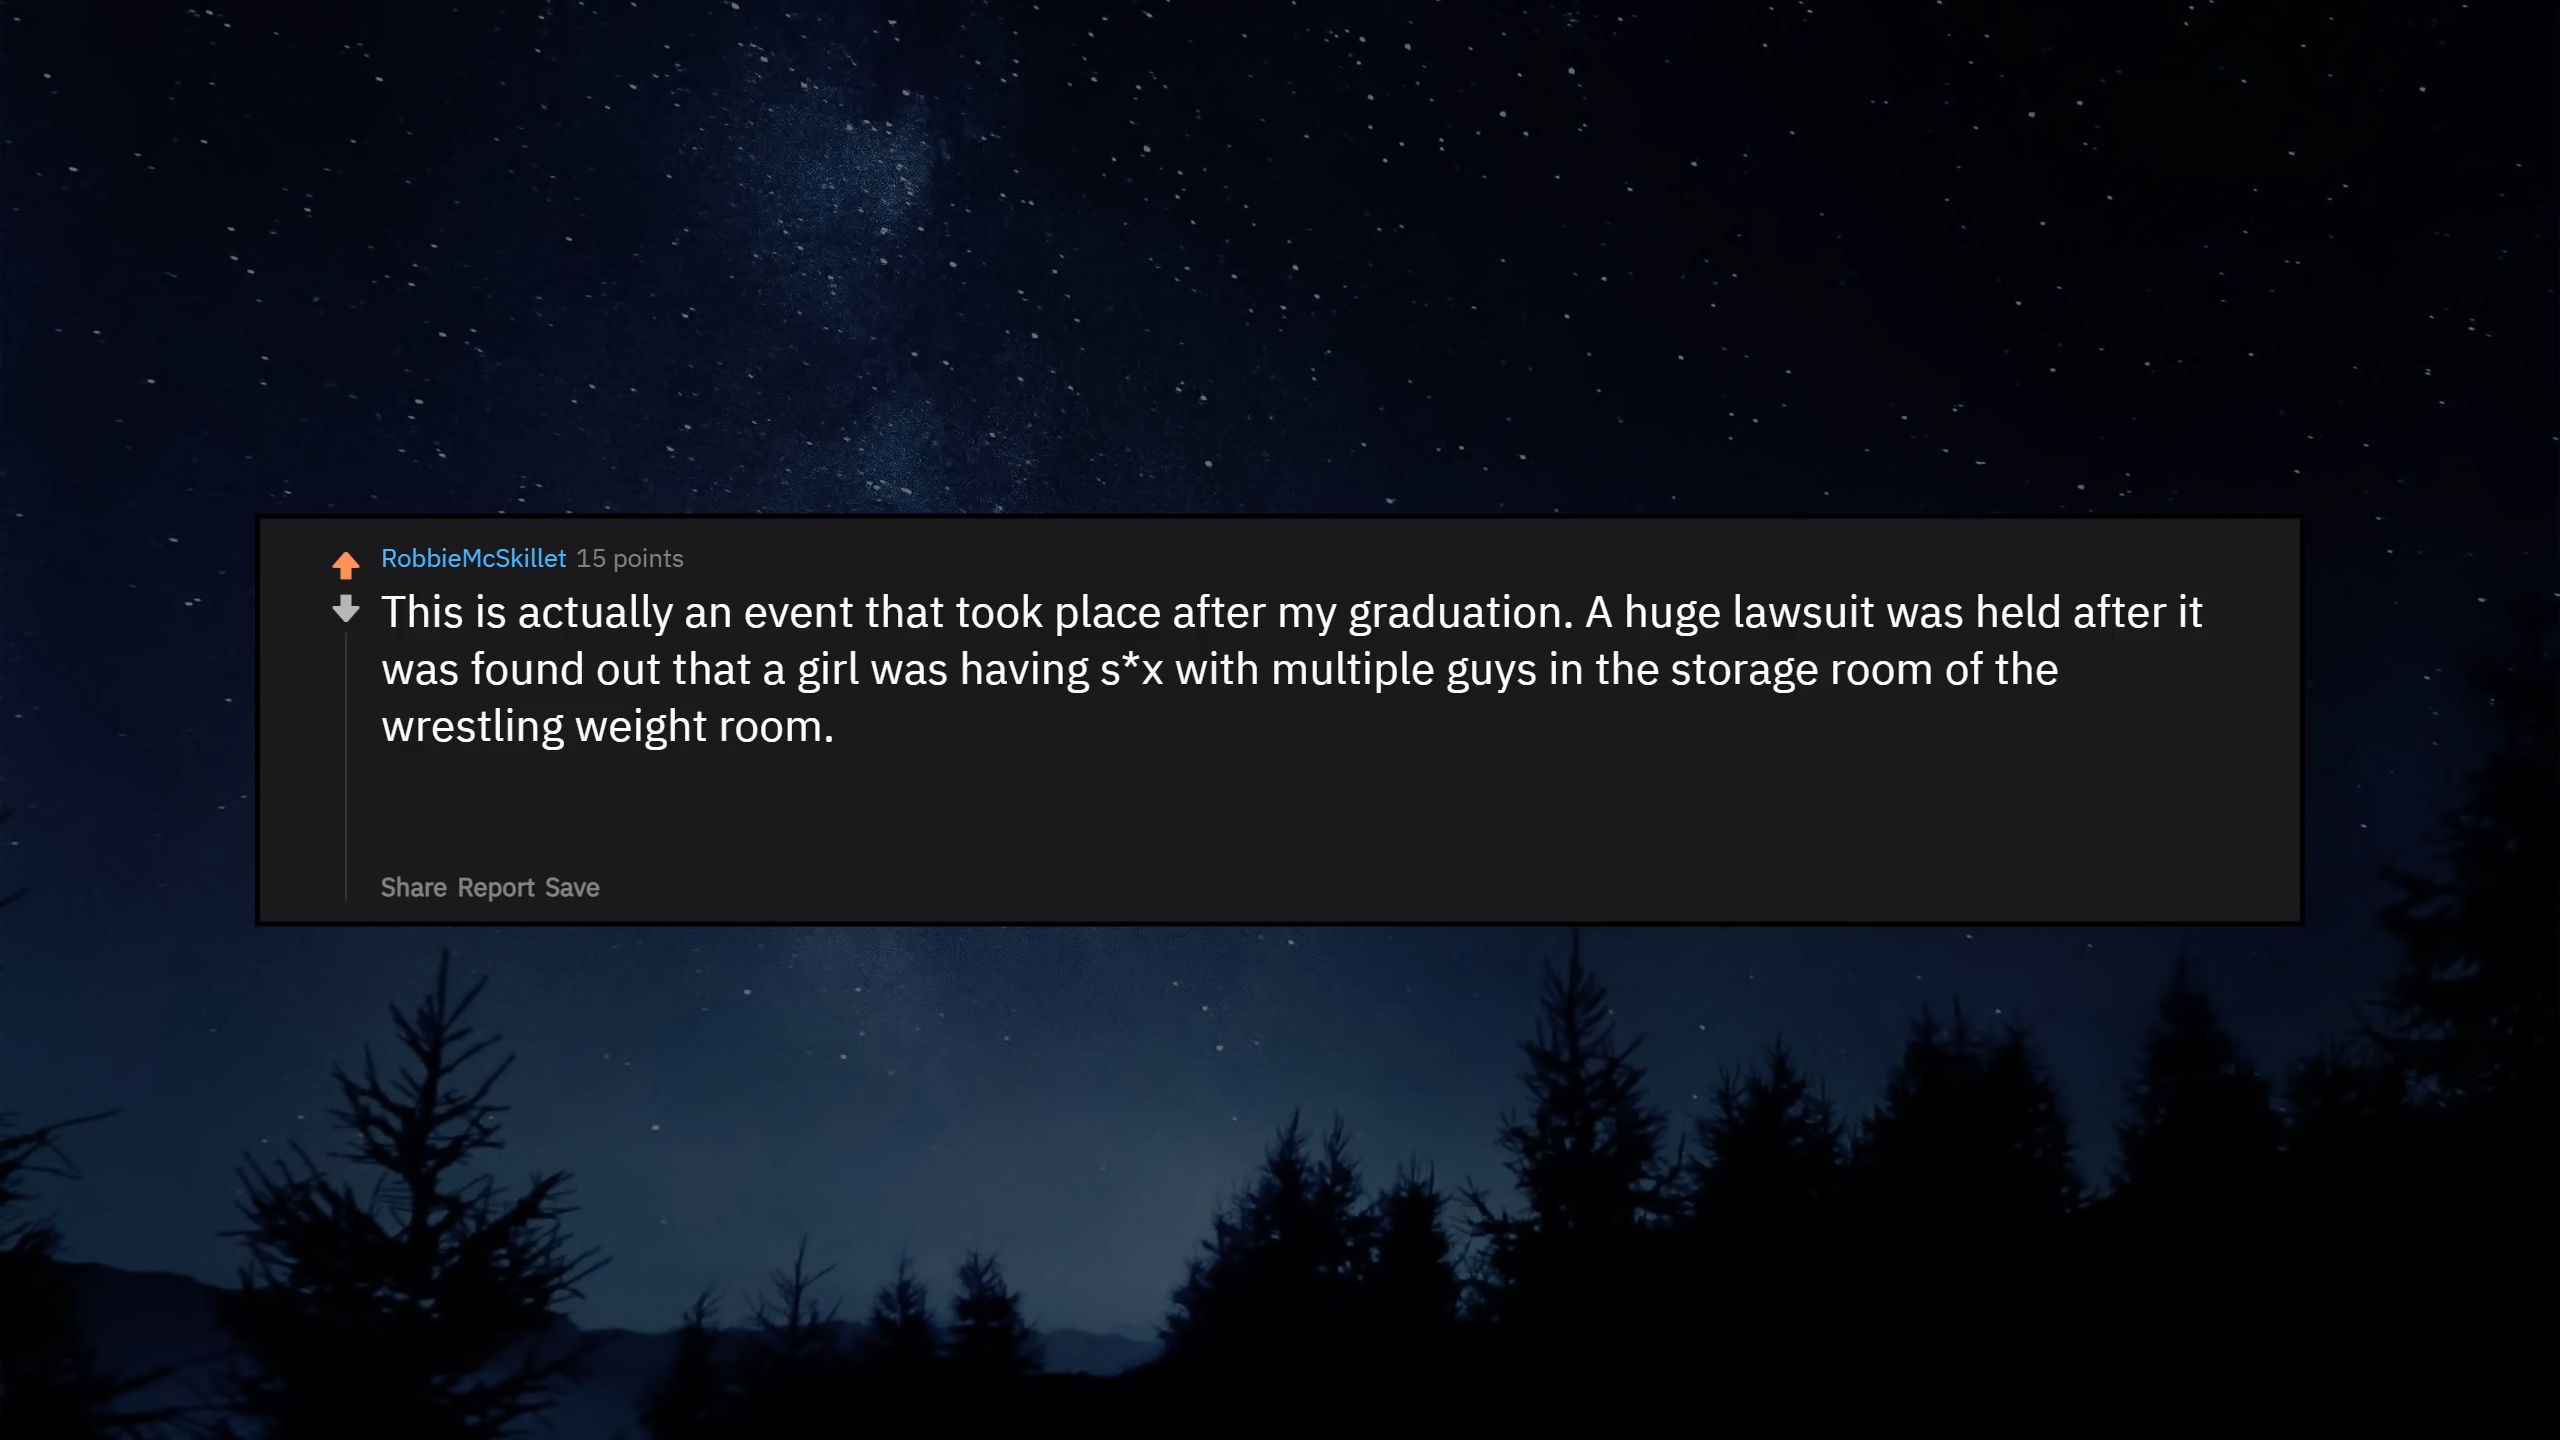 RobbieMcSkillet 15 points
This is actually an event that took place after my graduation. A huge lawsuit was held after it
was found out that a girl was having s*x with multiple guys in the storage room of the
wrestling weight room.
Share Report Save